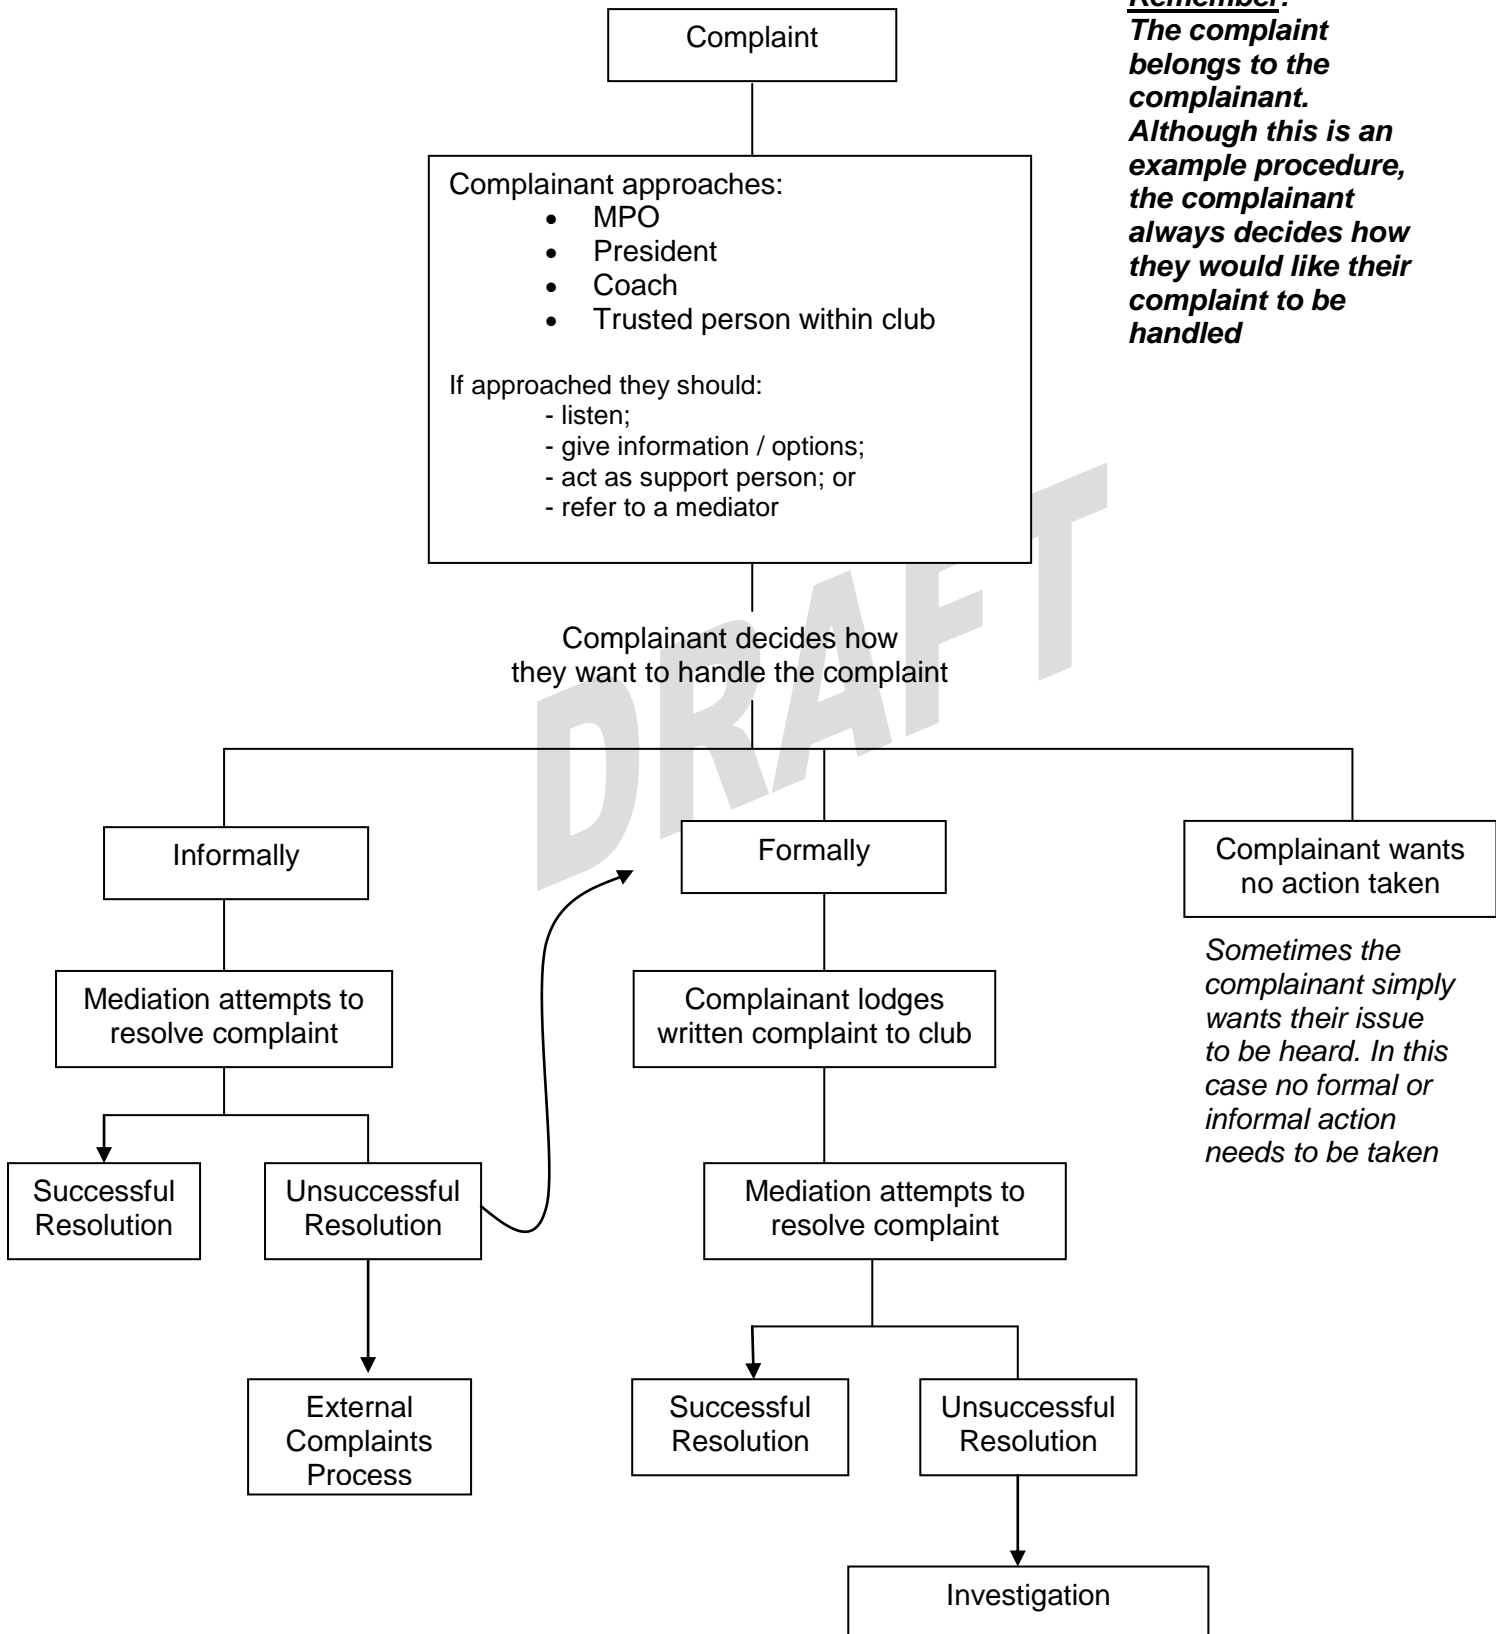 Complaint
Remember:
The complaint
belongs to the
complainant.
Although this is an
example procedure,
the complainant
always decides how
they would like their
complaint to be
handled
Complainant approaches:
• MPO
• President
• Coach
• Trusted person within club
If approached they should:
- listen;
- give information / options;
- act as support person; or
- refer to a mediator
DRAFT
Complainant decides how
they want to handle the complaint
Informally
Formally
Complainant wants
no action taken
Sometimes the
complainant simply
wants their issue
to be heard. In this
case no formal or
informal action
needs to be taken
Mediation attempts to
resolve complaint
Complainant lodges
written complaint to club
Successful
Resolution
Unsuccessful
Resolution
Mediation attempts to
resolve complaint
External
Complaints
Process
Successful
Resolution
Unsuccessful
Resolution
Investigation